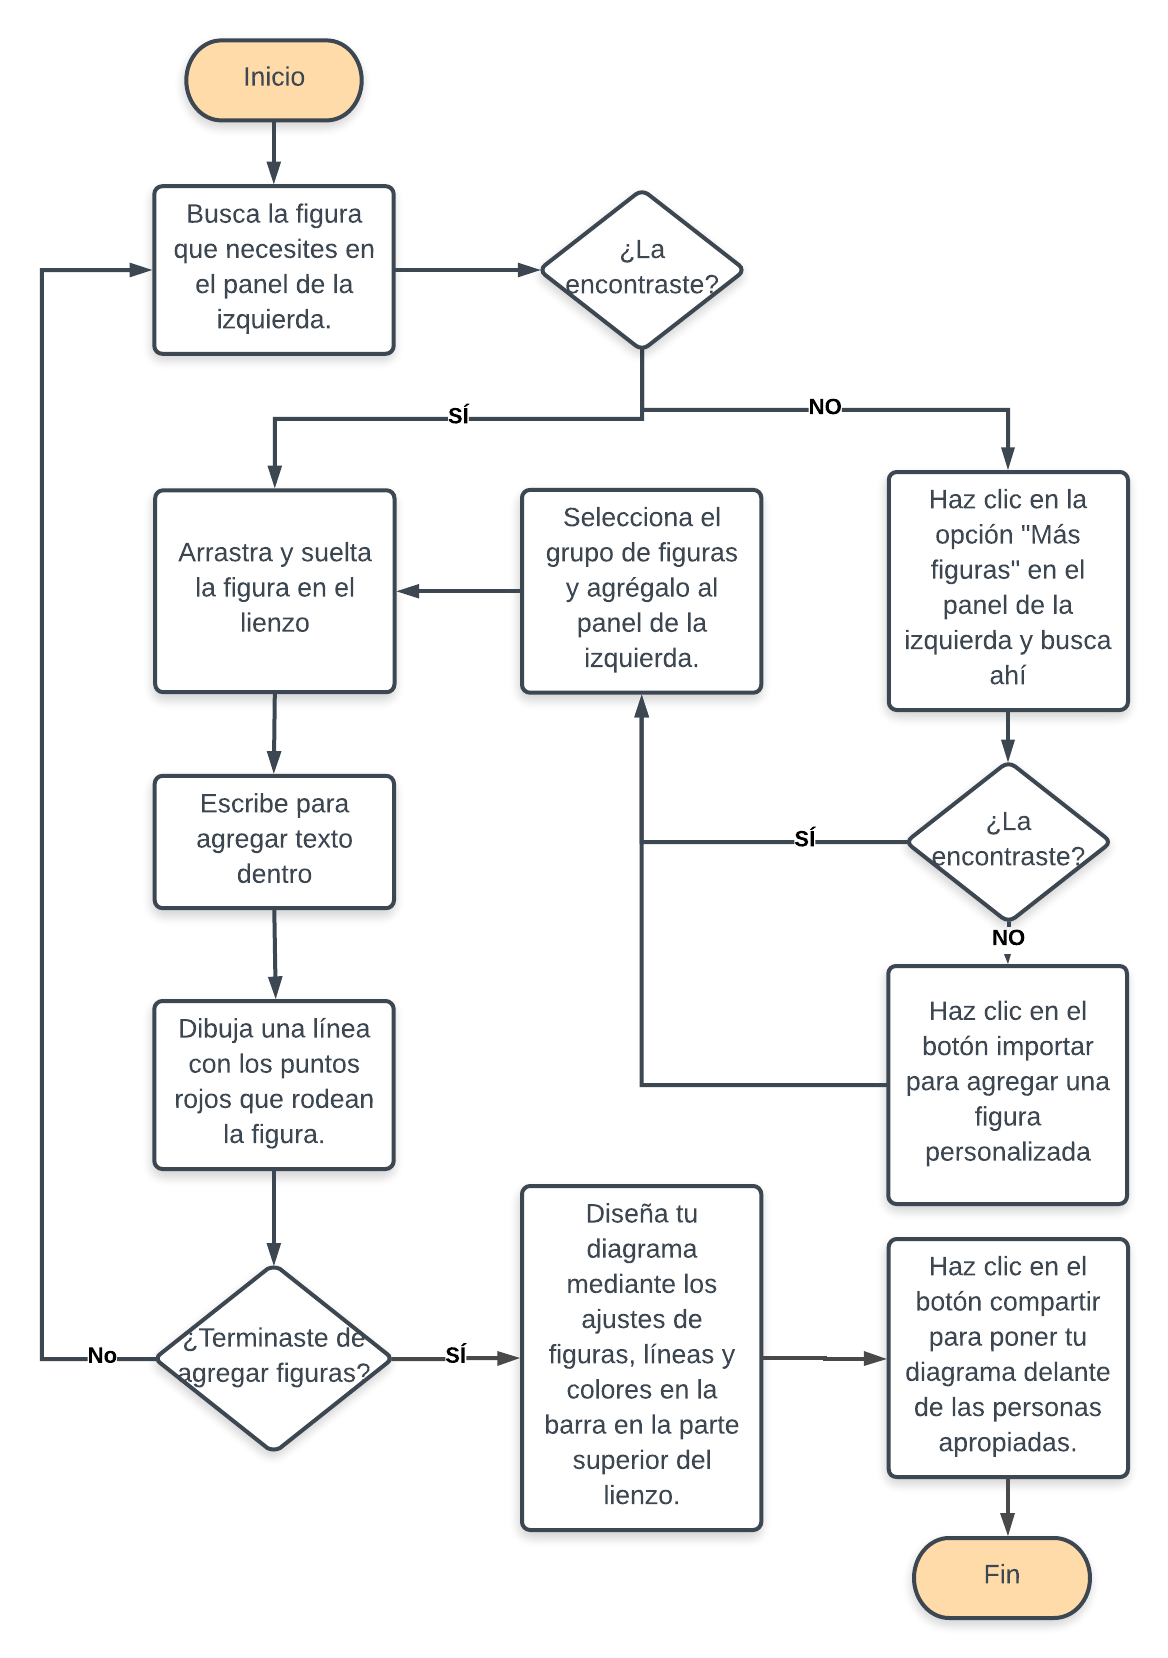 Inicio
Busca la figura
que necesites en
el panel de la
izquierda.
¿La
encontraste?
SÍ
NO
Arrastra y suelta
la figura en el
lienzo
Selecciona el
grupo de figuras
y agrégalo al
panel de la
izquierda.
Haz clic en la
opción "Más
figuras" en el
panel de la
izquierda y busca
ahí
Escribe para
agregar texto
dentro
SÍ
¿La
encontraste?
NO
Dibuja una línea
con los puntos
rojos que rodean
la figura.
Haz clic en el
botón importar
para agregar una
figura
personalizada
No
¿Terminaste de
agregar figuras?
SÍ
Diseña tu
diagrama
mediante los
ajustes de
figuras, líneas y
colores en la
barra en la parte
superior del
lienzo.
Haz clic en el
botón compartir
para poner tu
diagrama delante
de las personas
apropiadas.
Fin